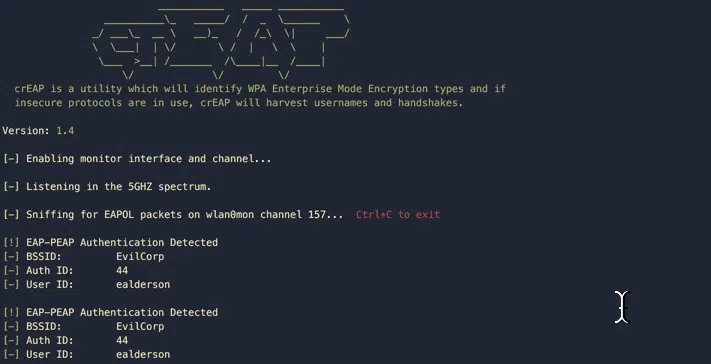 crEAP
crEAP is a utility which will identify WPA Enterprise Mode Encryption types and if
insecure protocols are in use, crEAP will harvest usernames and handshakes.
Version: 1.4
[-] Enabling monitor interface and channel...
[-] Listening in the 5GHZ spectrum.
[-] Sniffing for EAPOL packets on wlan0mon channel 157... Ctrl+C to exit
[!] EAP-PEAP Authentication Detected
[-] BSSID: EvilCorp
[-] Auth ID: 44
[-] User ID: ealderson
[!] EAP-PEAP Authentication Detected
[-] BSSID: EvilCorp
[-] Auth ID: 44
[-] User ID: ealderson